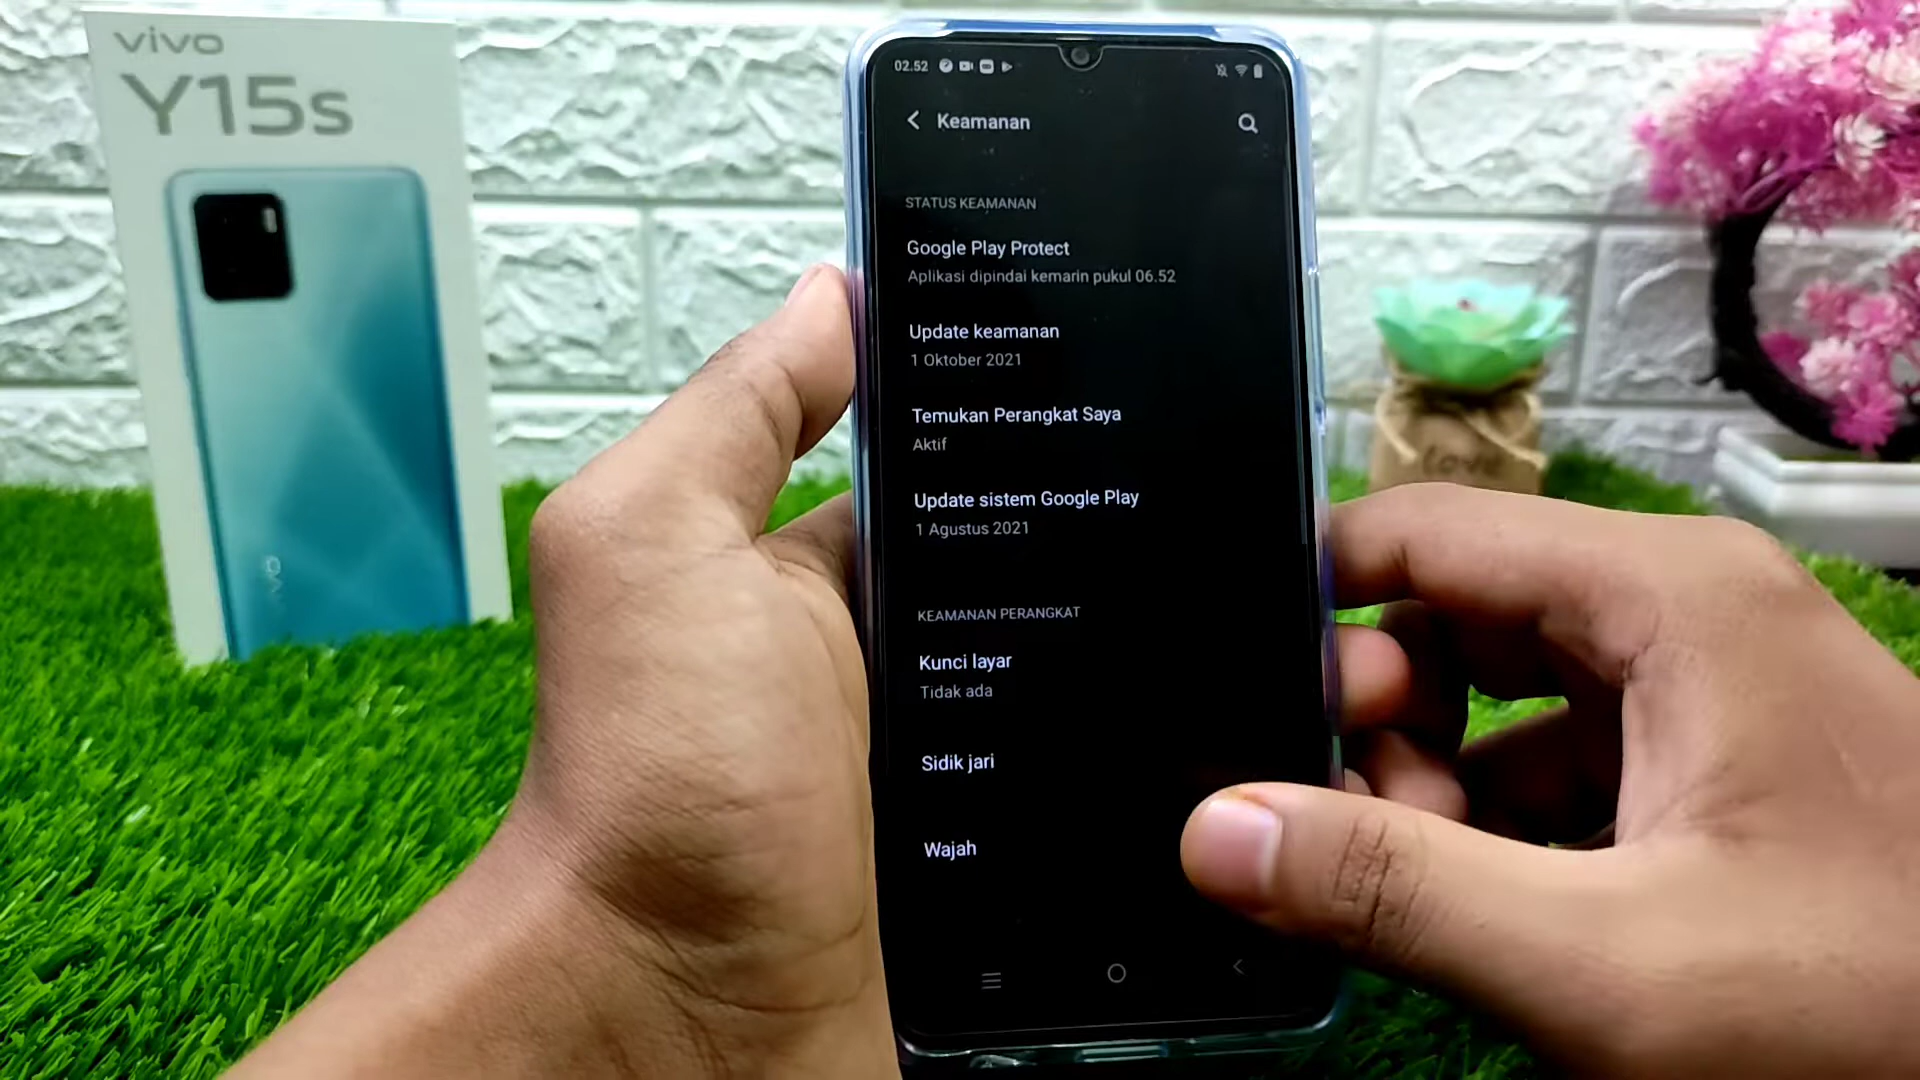 vivo
Y15s
vivo
02.52
Keamanan
STATUS KEAMANAN
Google Play Protect
Aplikasi dipindai kemarin pukul 06.52
Update keamanan
1 Oktober 2021
Temukan Perangkat Saya
Aktif
Update sistem Google Play
1 Agustus 2021
KEAMANAN PERANGKAT
Kunci layar
Tidak ada
Sidik jari
Wajah
love